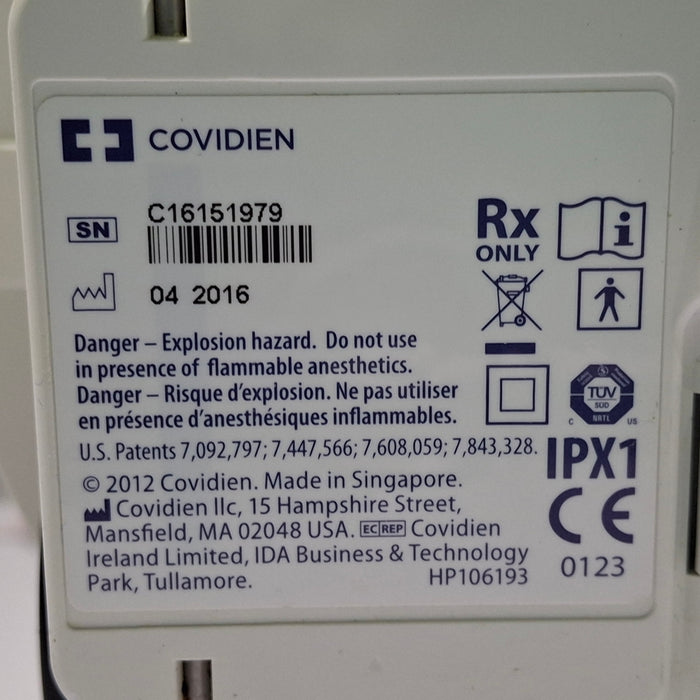 COVIDIEN
SN
C16151979
04 2016
Rx
ONLY
i
Danger – Explosion hazard. Do not use
in presence of flammable anesthetics.
Danger – Risque d'explosion. Ne pas utiliser
en présence d'anesthésiques inflammables.
U.S. Patents 7,092,797; 7,447,566; 7,608,059; 7,843,328.
© 2012 Covidien. Made in Singapore.
Covidien llc, 15 Hampshire Street,
Mansfield, MA 02048 USA. EC REP Covidien
Ireland Limited, IDA Business & Technology
Park, Tullamore.
HP106193
TÜV
SÜD
NRTL
C US
IPX1
CE
0123